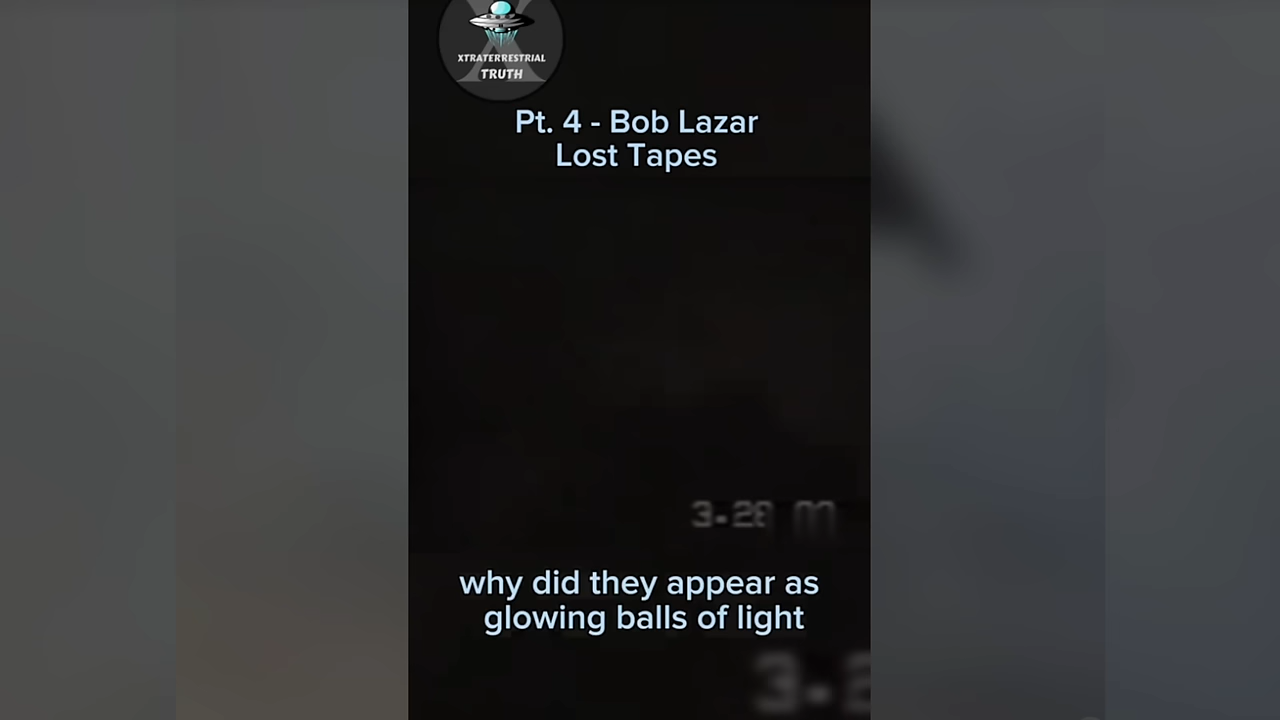 XTRATERRESTRIAL
TRUTH
Pt. 4 - Bob Lazar
Lost Tapes
why did they appear as
glowing balls of light